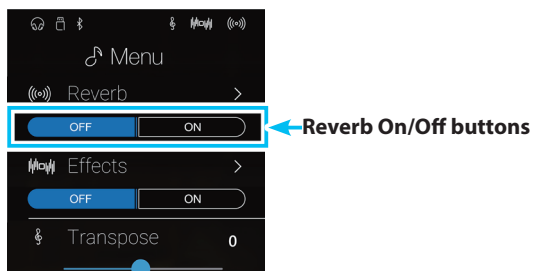 Menu
Reverb >
OFF ON
Reverb On/Off buttons
Effects >
OFF ON
Transpose 0